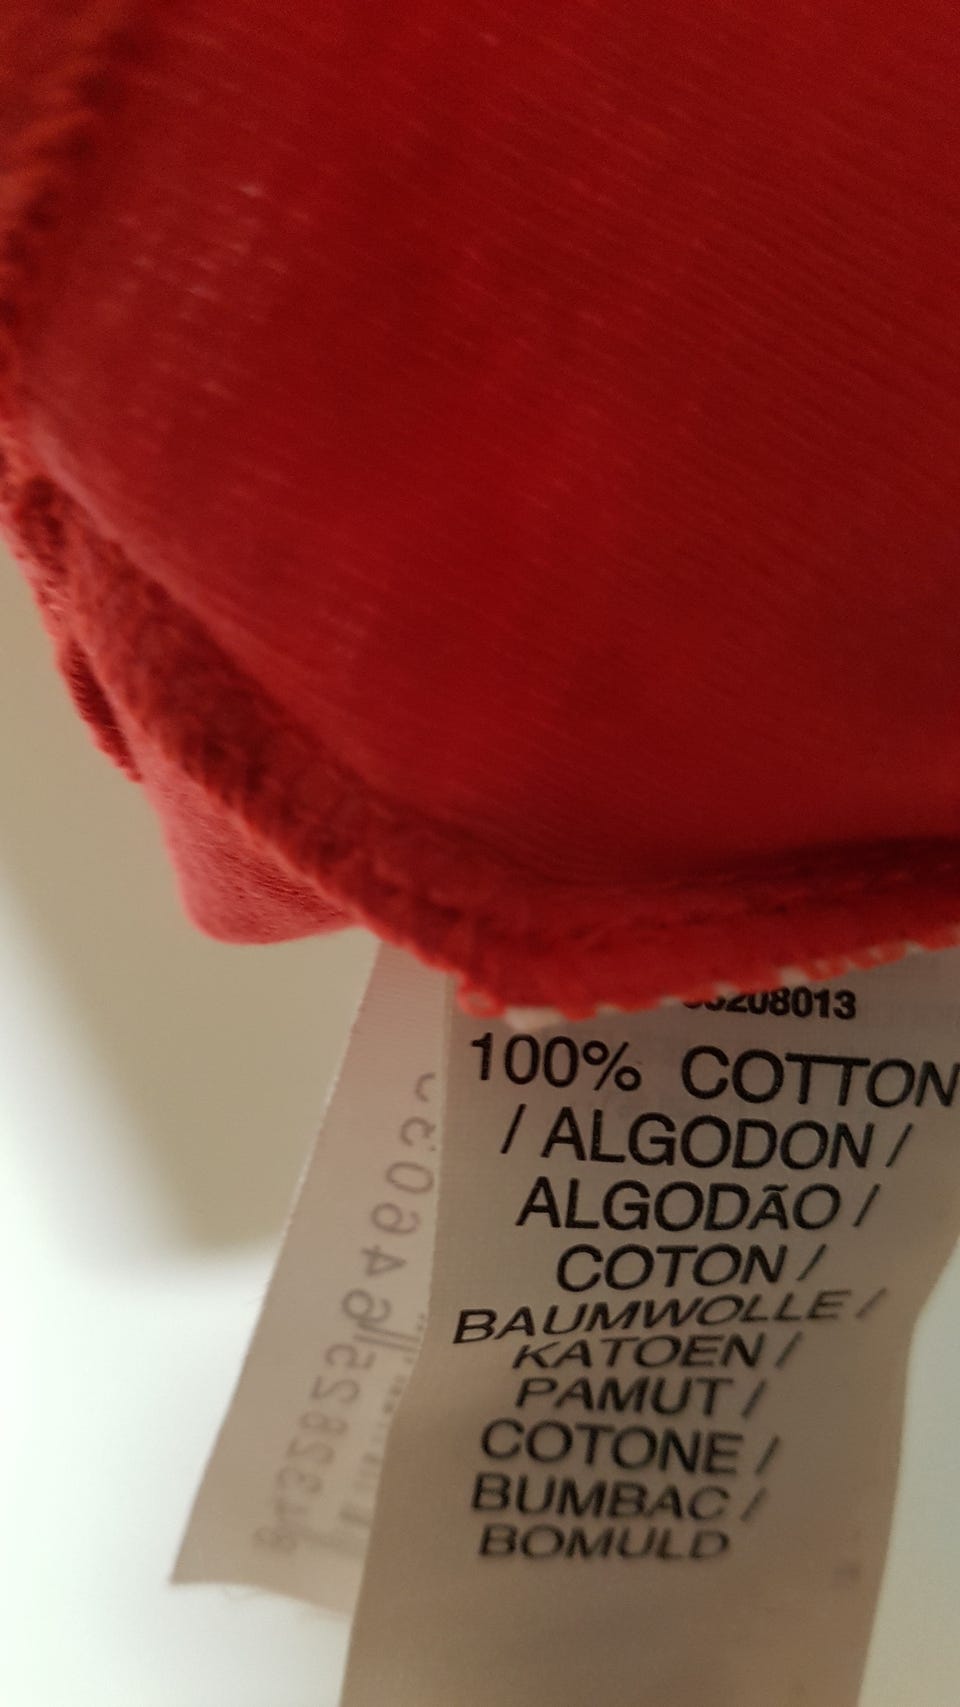 100% COTTON
/ ALGODON /
ALGODÃO /
COTON /
BAUMWOLLE /
KATOEN /
PAMUT /
COTONE /
BUMBAC /
BOMULD